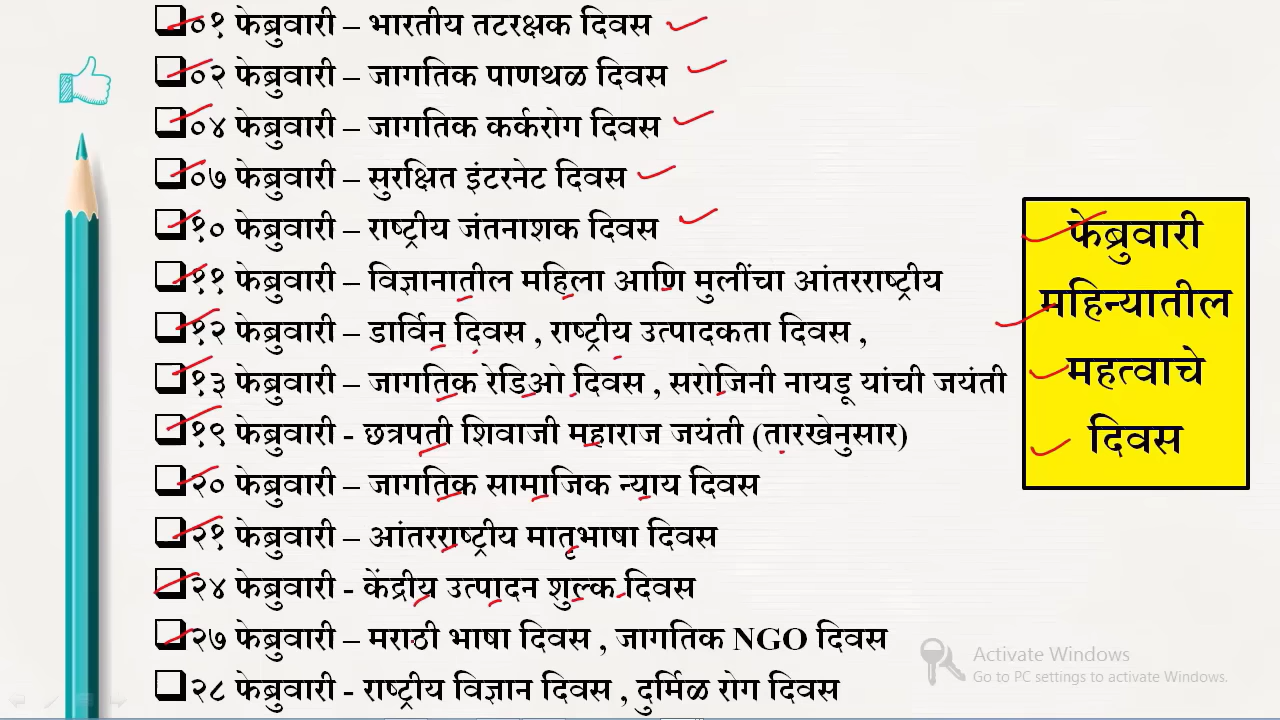 ०१ फेब्रुवारी – भारतीय तटरक्षक दिवस
०२ फेब्रुवारी – जागतिक पाणथळ दिवस
०४ फेब्रुवारी – जागतिक कर्करोग दिवस
०७ फेब्रुवारी – सुरक्षित इंटरनेट दिवस
१० फेब्रुवारी – राष्ट्रीय जंतनाशक दिवस
११ फेब्रुवारी – विज्ञानातील महिला आणि मुलींचा आंतरराष्ट्रीय
१२ फेब्रुवारी – डार्विन दिवस , राष्ट्रीय उत्पादकता दिवस ,
१३ फेब्रुवारी – जागतिक रेडिओ दिवस , सरोजिनी नायडू यांची जयंती
१९ फेब्रुवारी - छत्रपती शिवाजी महाराज जयंती (तारखेनुसार)
२० फेब्रुवारी – जागतिक सामाजिक न्याय दिवस
२१ फेब्रुवारी – आंतरराष्ट्रीय मातृभाषा दिवस
२४ फेब्रुवारी - केंद्रीय उत्पादन शुल्क दिवस
२७ फेब्रुवारी – मराठी भाषा दिवस , जागतिक NGO दिवस
२८ फेब्रुवारी - राष्ट्रीय विज्ञान दिवस , दुर्मिळ रोग दिवस
फेब्रुवारी
महिन्यातील
महत्वाचे
दिवस
Activate Windows
Go to PC settings to activate Windows.